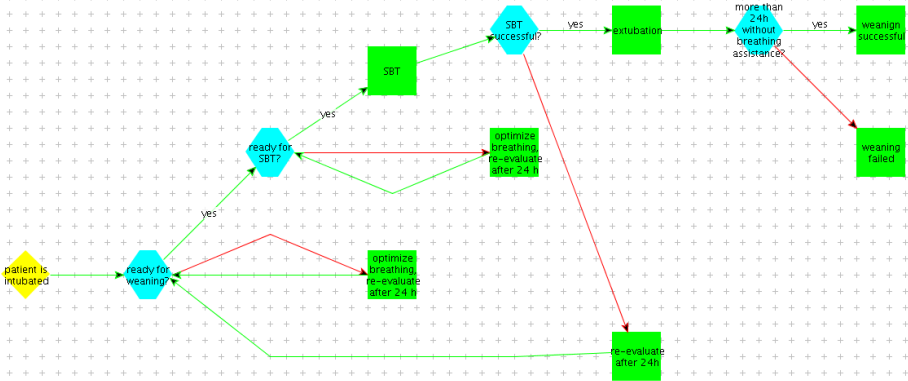 more than
24h
without
breathing
assistance?
SBT
successful?
yes
extubation
yes
weanign
successful
SBT
yes
ready for
SBT?
optimize
breathing,
re-evaluate
after 24 h
weaning
failed
yes
patient is
intubated
ready for
weaning?
optimize
breathing,
re-evaluate
after 24 h
re-evaluate
after 24h